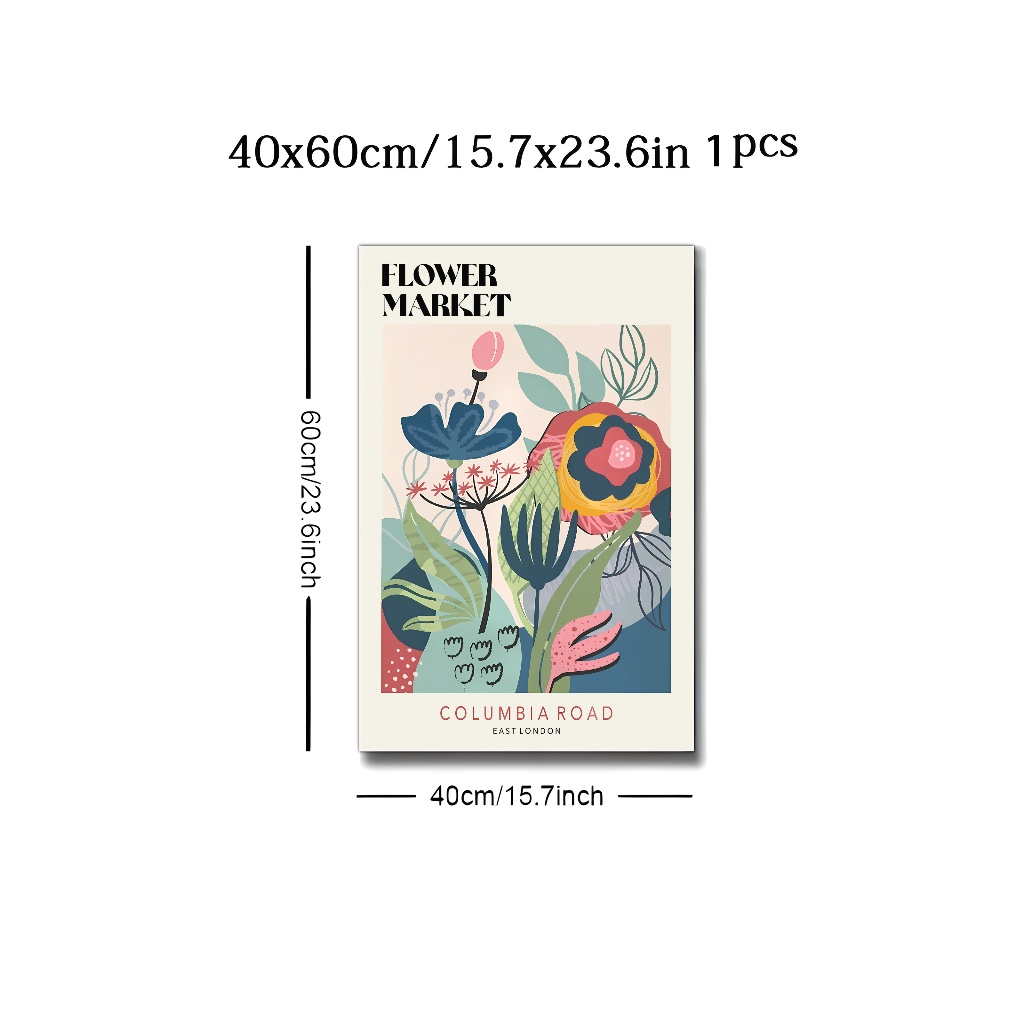 40x60cm/15.7x23.6in 1pcs
FLOWER
MARKET
60cm/23.6inch
COLUMBIA ROAD
EAST LONDON
40cm/15.7inch